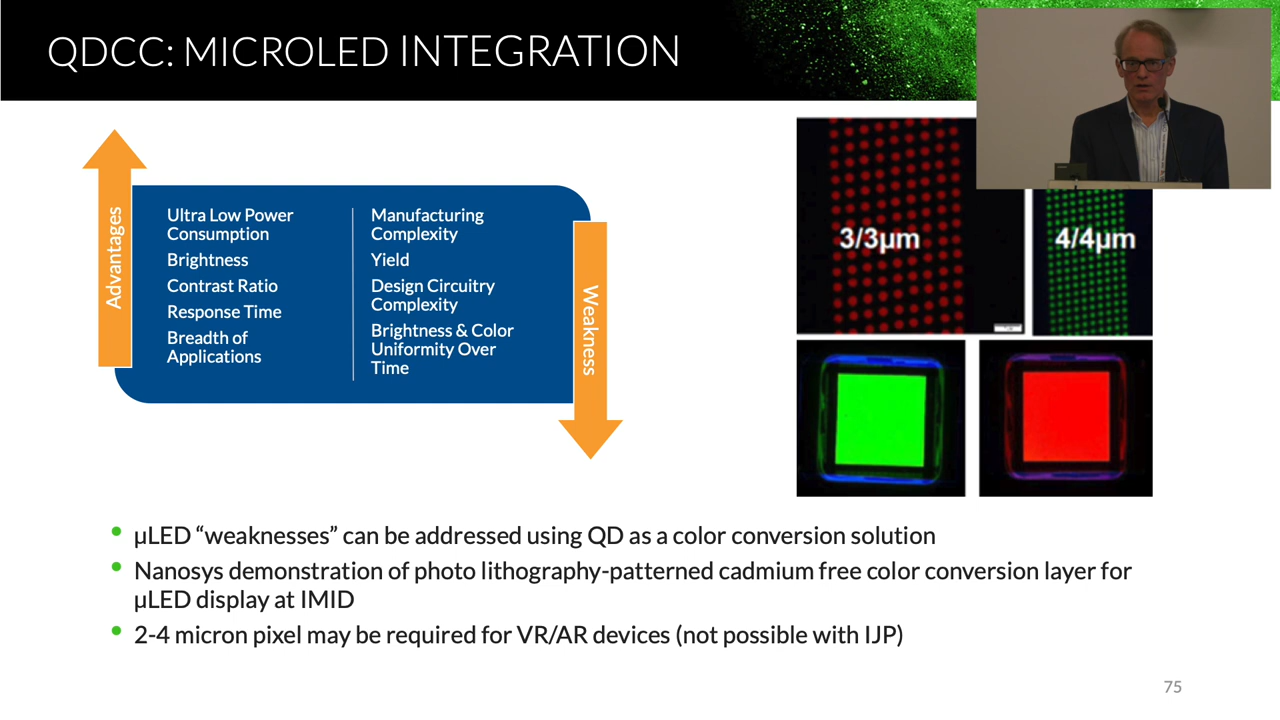 QDCC: MICROLED INTEGRATION
Advantages
Ultra Low Power
Consumption
Brightness
Contrast Ratio
Response Time
Breadth of
Applications
Manufacturing
Complexity
Yield
Design Circuitry
Complexity
Brightness & Color
Uniformity Over
Time
Weakness
3/3µm
4/4µm
• µLED “weaknesses” can be addressed using QD as a color conversion solution
• Nanosys demonstration of photo lithography-patterned cadmium free color conversion layer for
µLED display at IMID
• 2-4 micron pixel may be required for VR/AR devices (not possible with IJP)
75